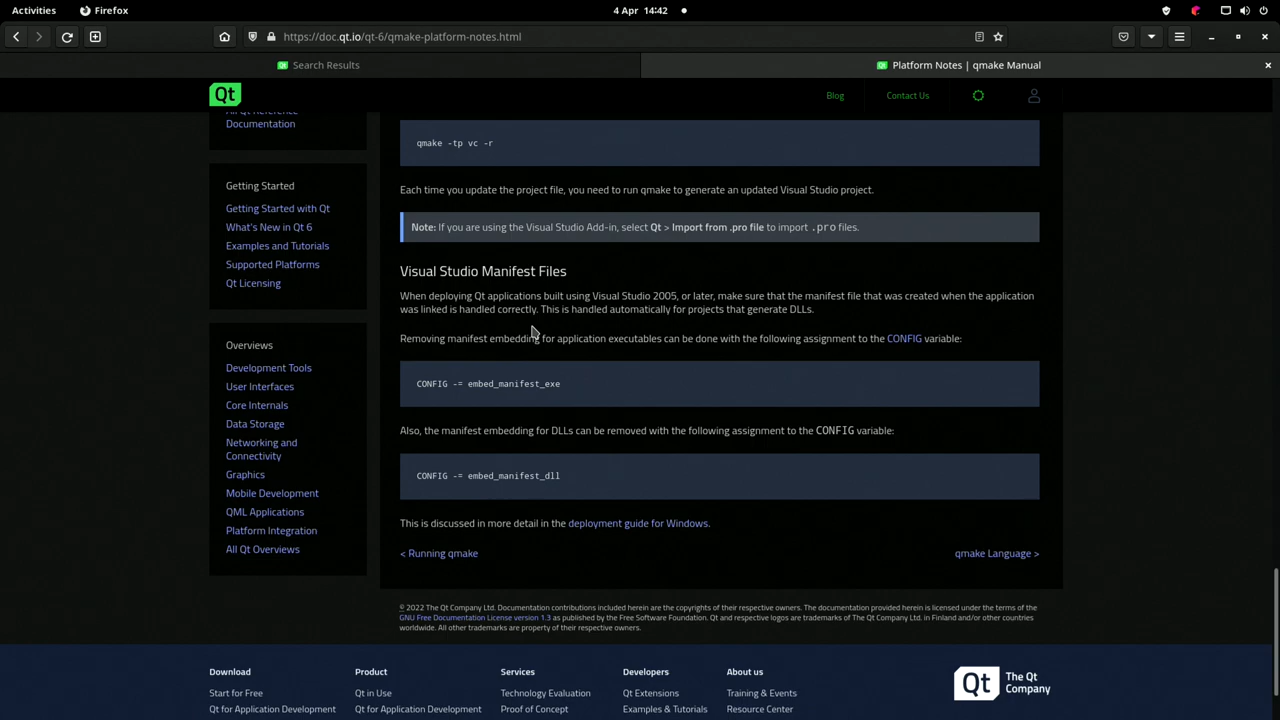 Activities
Firefox
4 Apr 14:42
https://doc.qt.io/qt-6/qmake-platform-notes.html
Search Results
Platform Notes | qmake Manual
Qt
Blog
Contact Us
All Qt Reference
Documentation
Getting Started
Getting Started with Qt
What's New in Qt 6
Examples and Tutorials
Supported Platforms
Qt Licensing
Overviews
Development Tools
User Interfaces
Core Internals
Data Storage
Networking and
Connectivity
Graphics
Mobile Development
QML Applications
Platform Integration
All Qt Overviews
qmake -tp vc -r
Each time you update the project file, you need to run qmake to generate an updated Visual Studio project.
Note: If you are using the Visual Studio Add-in, select Qt > Import from .pro file to import .pro files.
Visual Studio Manifest Files
When deploying Qt applications built using Visual Studio 2005, or later, make sure that the manifest file that was created when the application
was linked is handled correctly. This is handled automatically for projects that generate DLLs.
Removing manifest embedding for application executables can be done with the following assignment to the CONFIG variable:
CONFIG -= embed_manifest_exe
Also, the manifest embedding for DLLs can be removed with the following assignment to the CONFIG variable:
CONFIG -= embed_manifest_dll
This is discussed in more detail in the deployment guide for Windows.
< Running qmake
qmake Language >
© 2022 The Qt Company Ltd. Documentation contributions included herein are the copyrights of their respective owners. The documentation provided herein is licensed under the terms of the
GNU Free Documentation License version 1.3 as published by the Free Software Foundation. Qt and respective logos are trademarks of The Qt Company Ltd. in Finland and/or other countries
worldwide. All other trademarks are property of their respective owners.
Download
Start for Free
Qt for Application Development
Product
Qt in Use
Qt for Application Development
Services
Technology Evaluation
Proof of Concept
Developers
Qt Extensions
Examples & Tutorials
About us
Training & Events
Resource Center
Qt
The Qt
Company